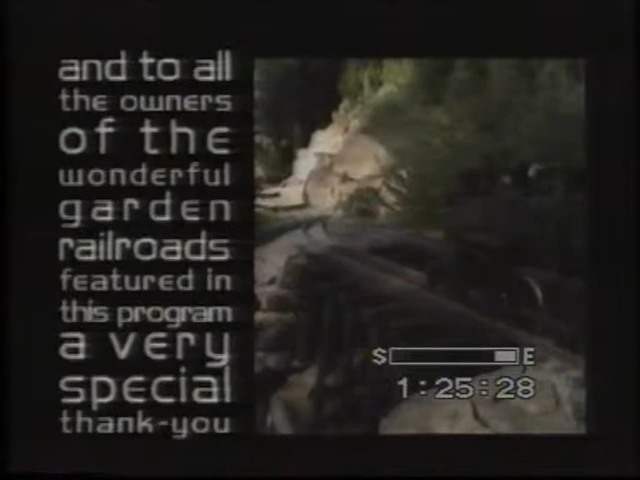 and to all
the owners
of the
wonderful
garden
railroads
featured in
this program
a very
special
thank-you
S E
1:25:28